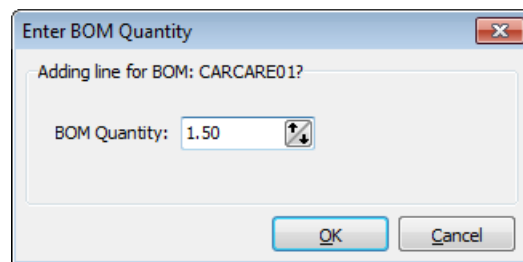 Enter BOM Quantity
Adding line for BOM: CARCARE01?
BOM Quantity: 1.50
OK Cancel